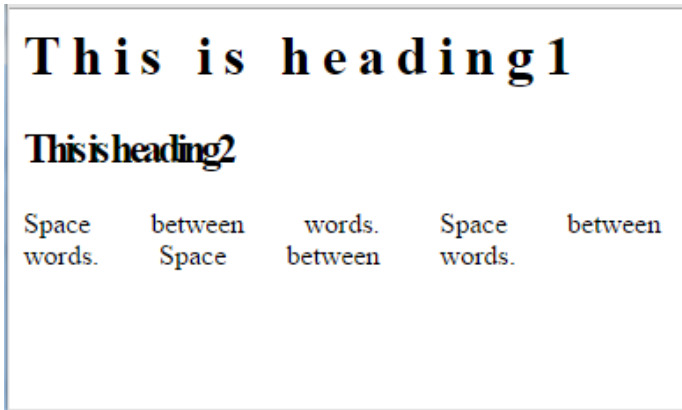 This is heading1
This is heading2
Space between words. Space between
words. Space between words.